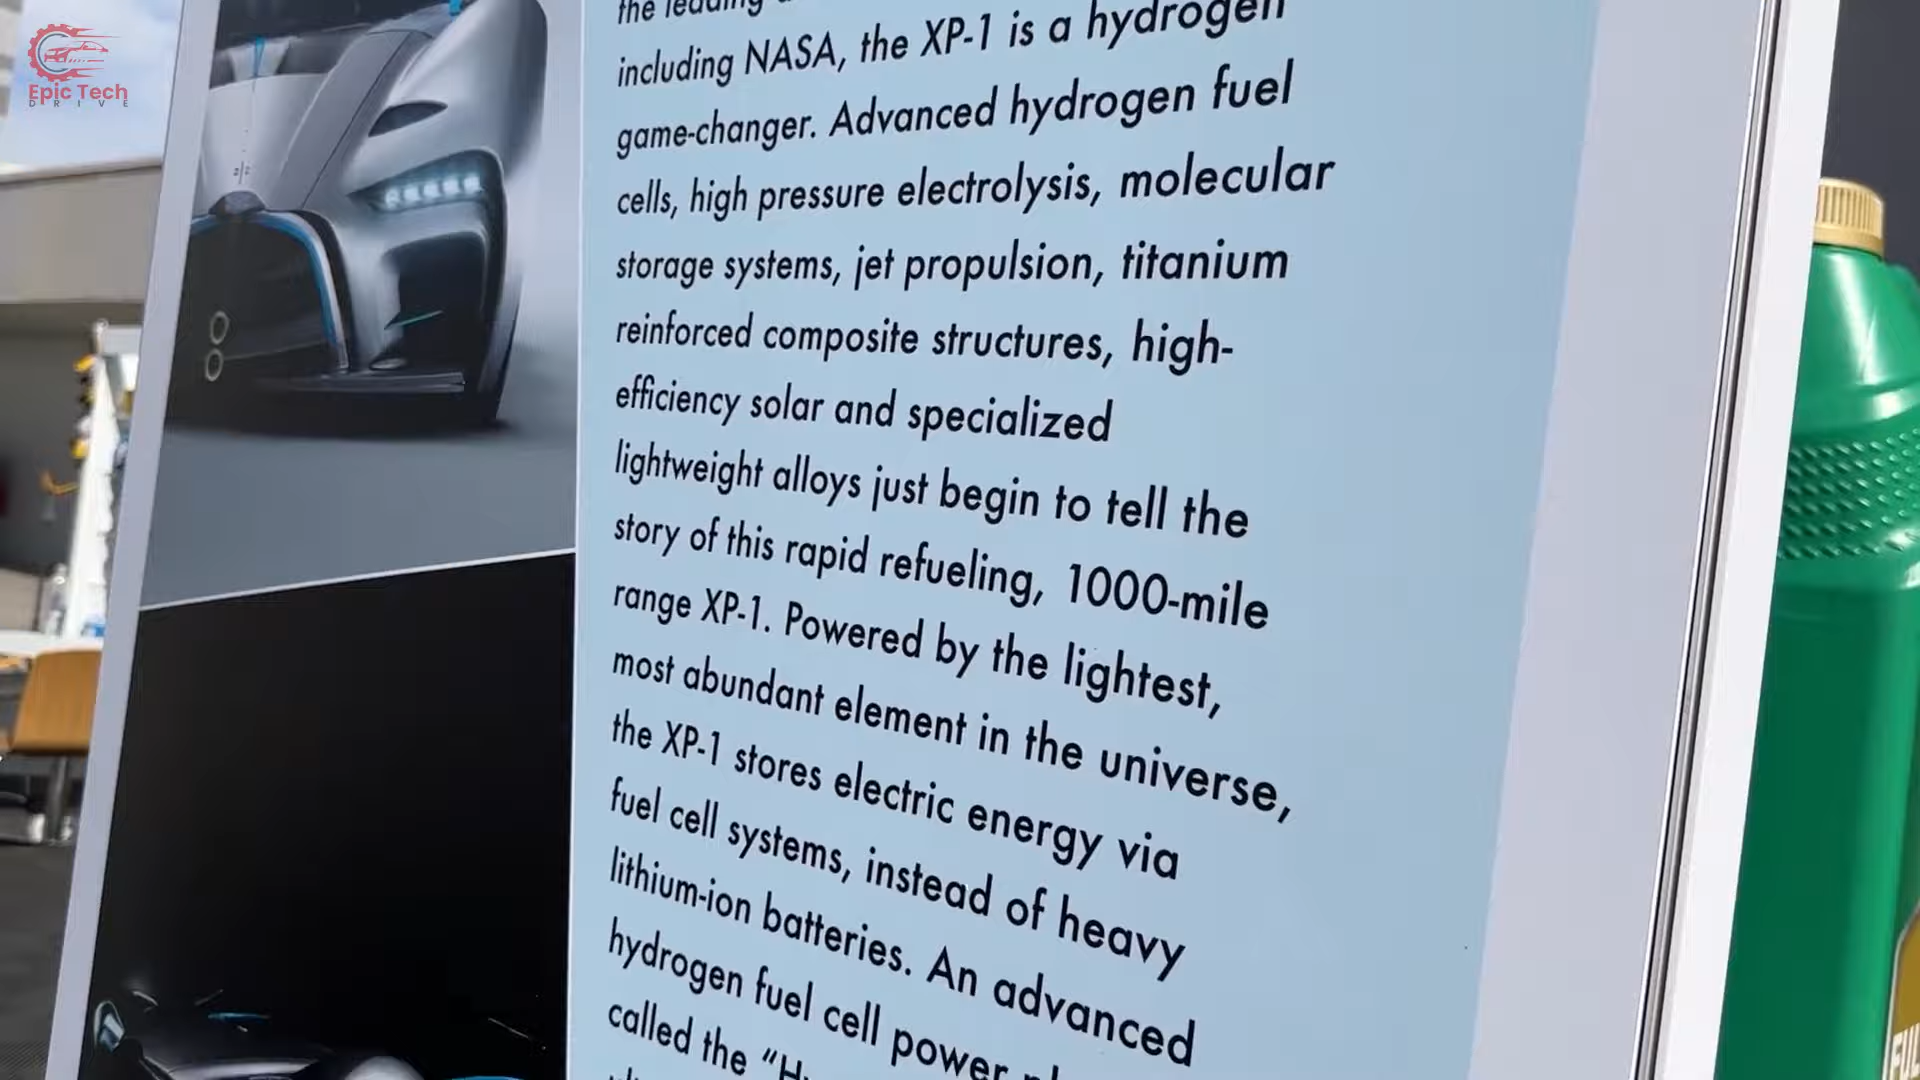 Epic Tech
DRIVE
the leading
including NASA, the XP-1 is a hydrogen
game-changer. Advanced hydrogen fuel
cells, high pressure electrolysis, molecular
storage systems, jet propulsion, titanium
reinforced composite structures, high-
efficiency solar and specialized
lightweight alloys just begin to tell the
story of this rapid refueling, 1000-mile
range XP-1. Powered by the lightest,
most abundant element in the universe,
the XP-1 stores electric energy via
fuel cell systems, instead of heavy
lithium-ion batteries. An advanced
hydrogen fuel cell power
called the "H